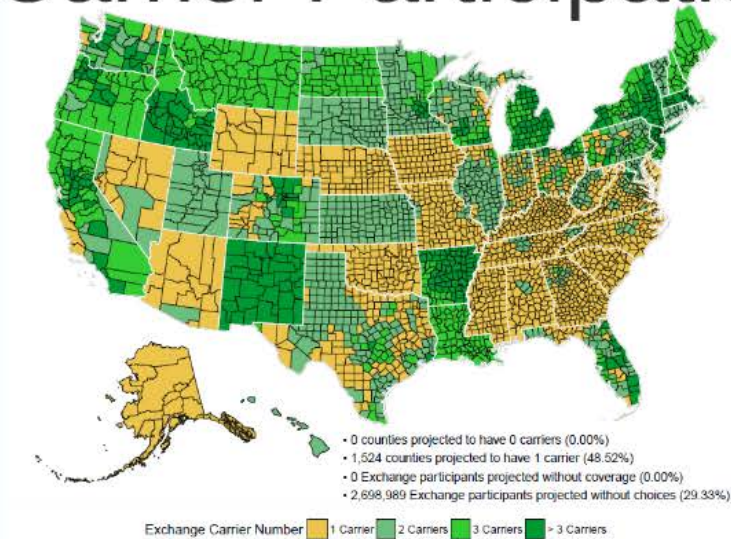 Carrier Participati
• 0 counties projected to have 0 carriers (0.00%)
• 1,524 counties projected to have 1 carrier (48.52%)
• 0 Exchange participants projected without coverage (0.00%)
• 2,698,989 Exchange participants projected without choices (29.33%)
Exchange Carrier Number 1 Carrier 2 Carriers 3 Carriers > 3 Carriers